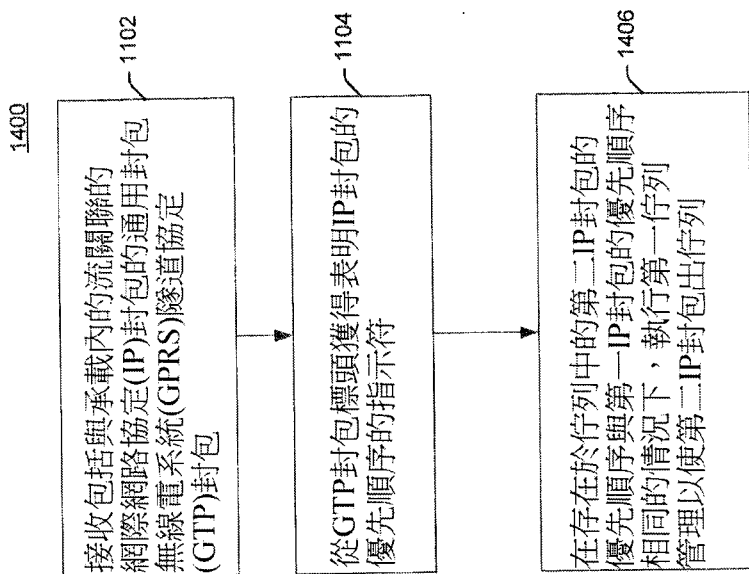 1400
1102
接收包括與承載內的流關聯的
網際網路協定(IP)封包的通用封包
無線電系統(GPRS)隧道協定
(GTP)封包
1104
從GTP封包標頭獲得表明IP封包的
優先順序的指示符
1406
在存在於佇列中的第二IP封包的
優先順序與第一IP封包的優先順序
相同的情況下，執行第一佇列
管理以使第二IP封包出佇列